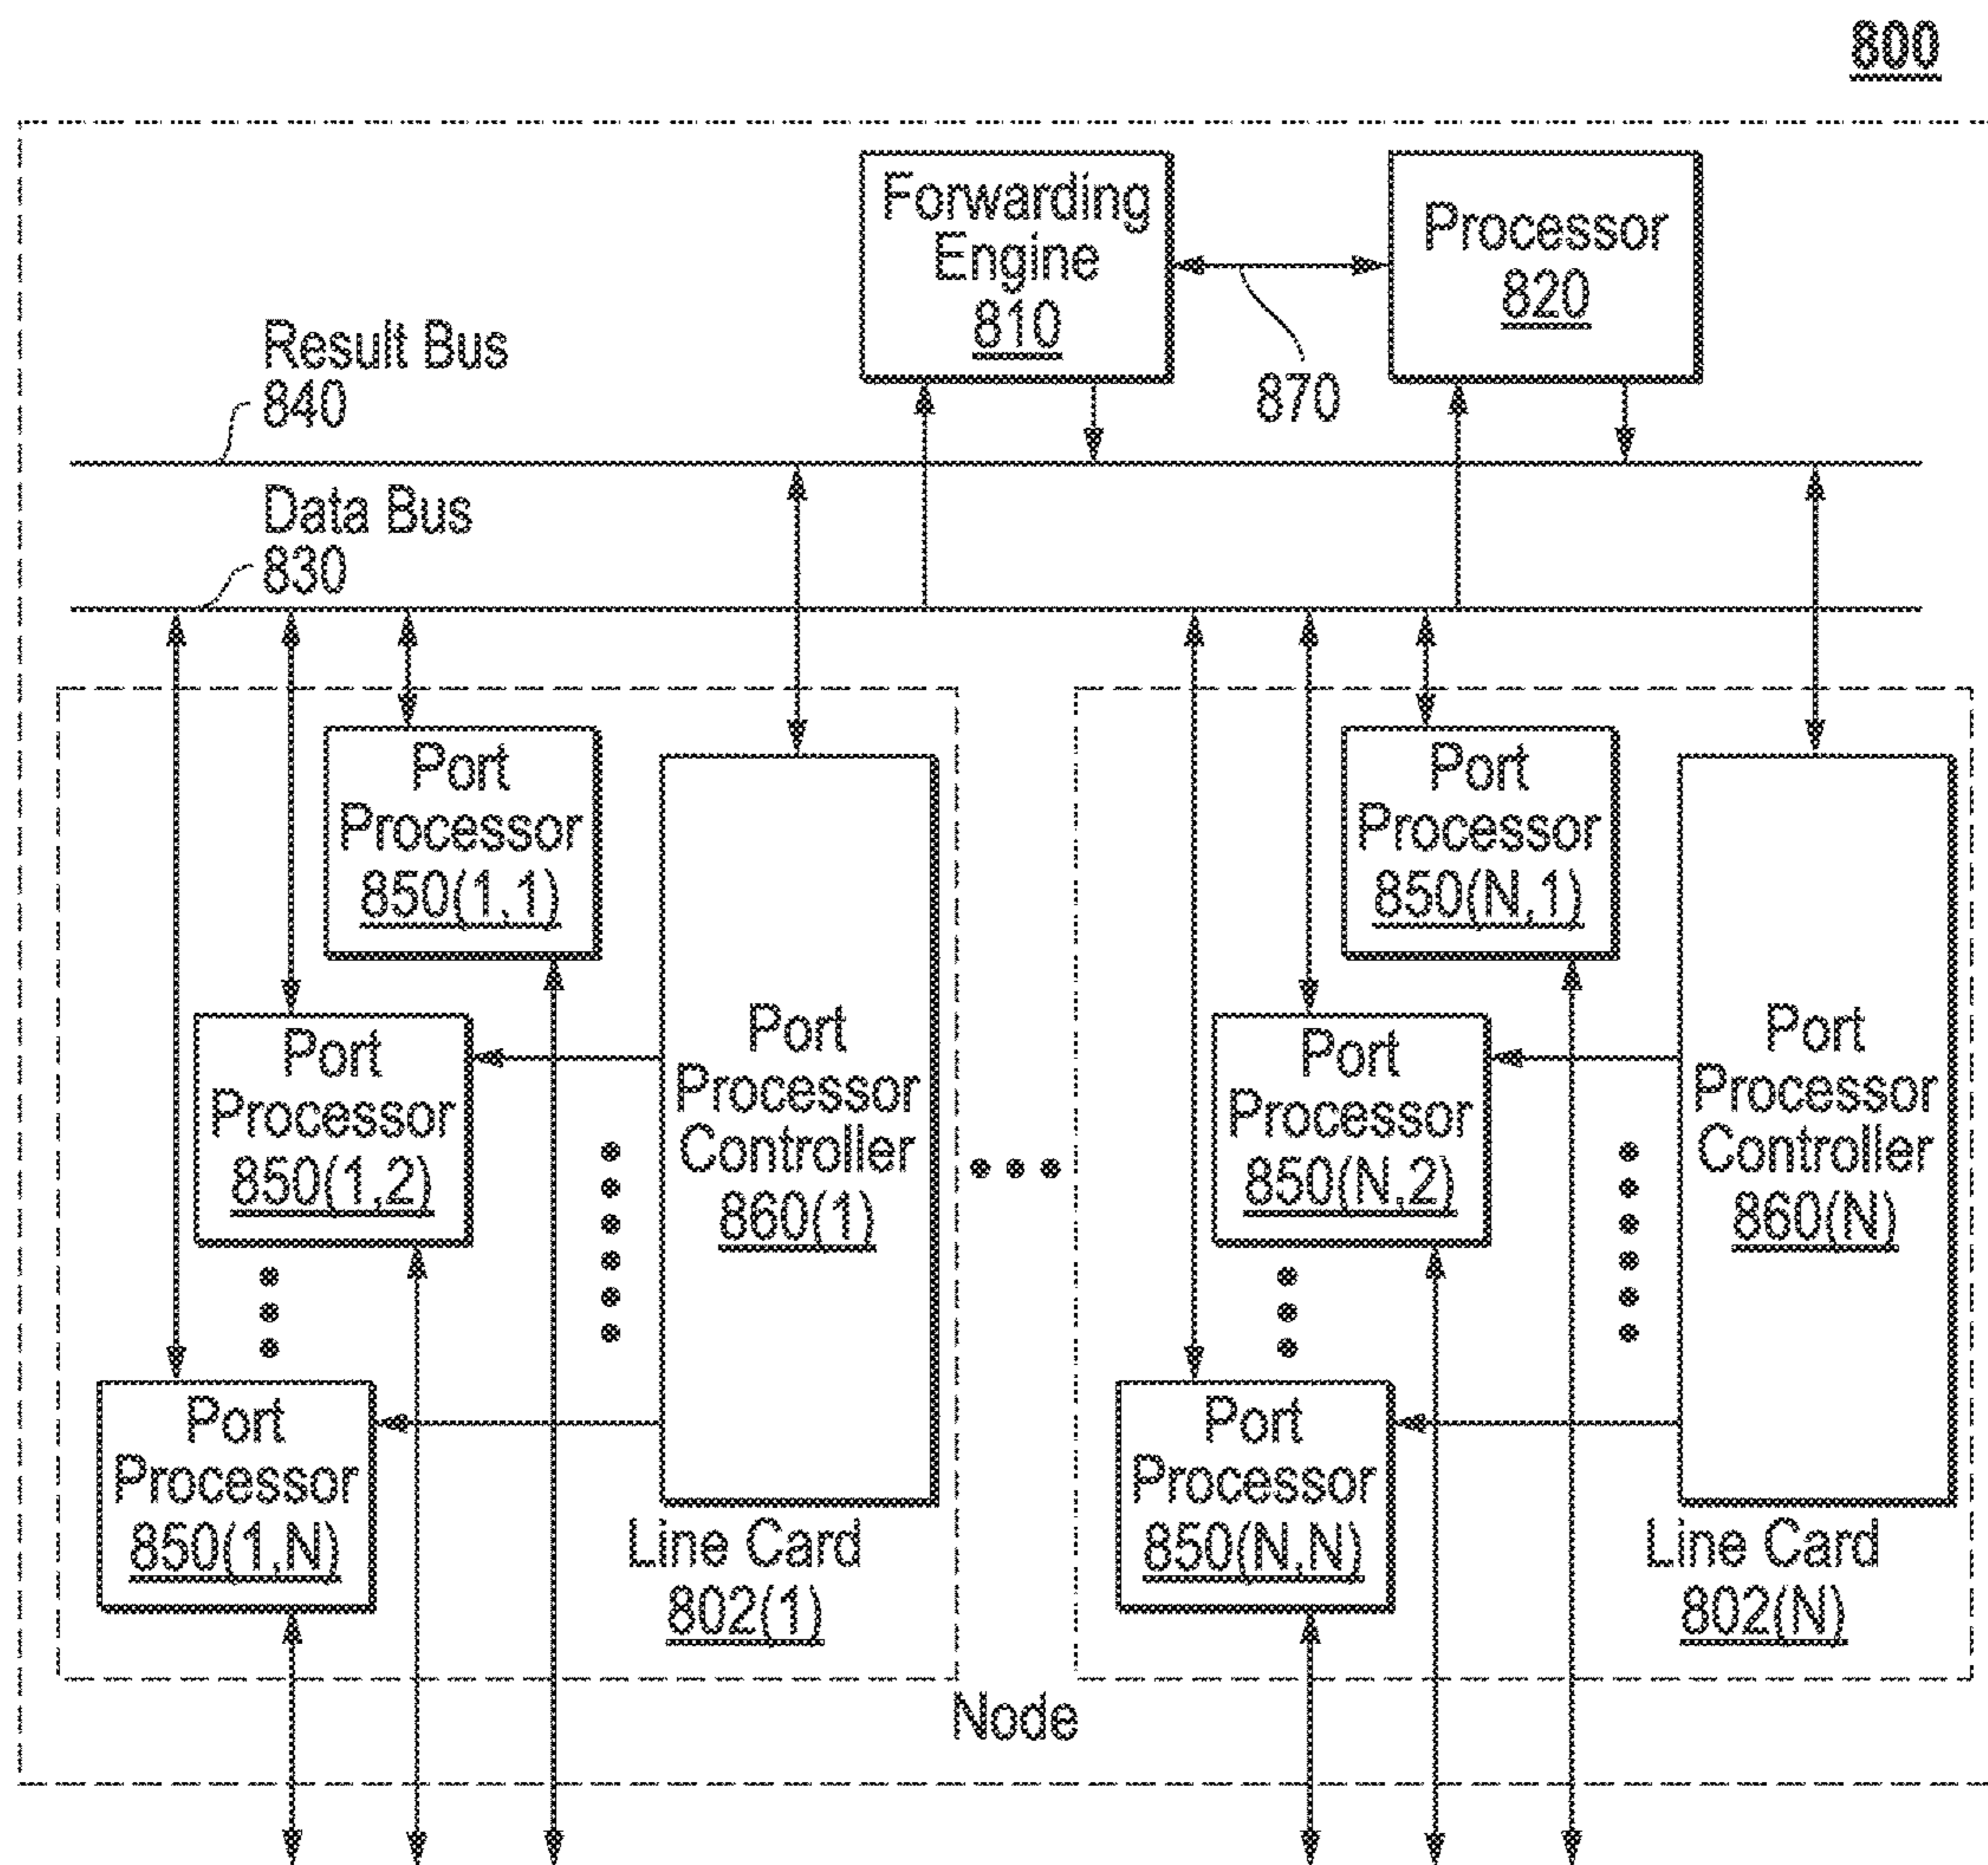 800
Forwarding
Engine
810
Processor
820
870
Result Bus
840
Data Bus
830
Port
Processor
850(1,1)
Port
Processor
850(1,2)
Port
Processor
850(1,N)
Port
Processor
Controller
860(1)
Line Card
802(1)
Port
Processor
850(N,1)
Port
Processor
850(N,2)
Port
Processor
850(N,N)
Port
Processor
Controller
860(N)
Line Card
802(N)
Node